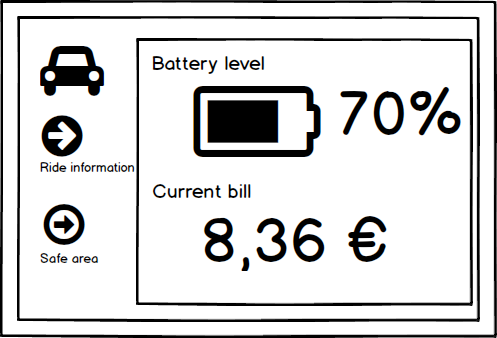 Ride information
Safe area
Battery level
70%
Current bill
8,36 €